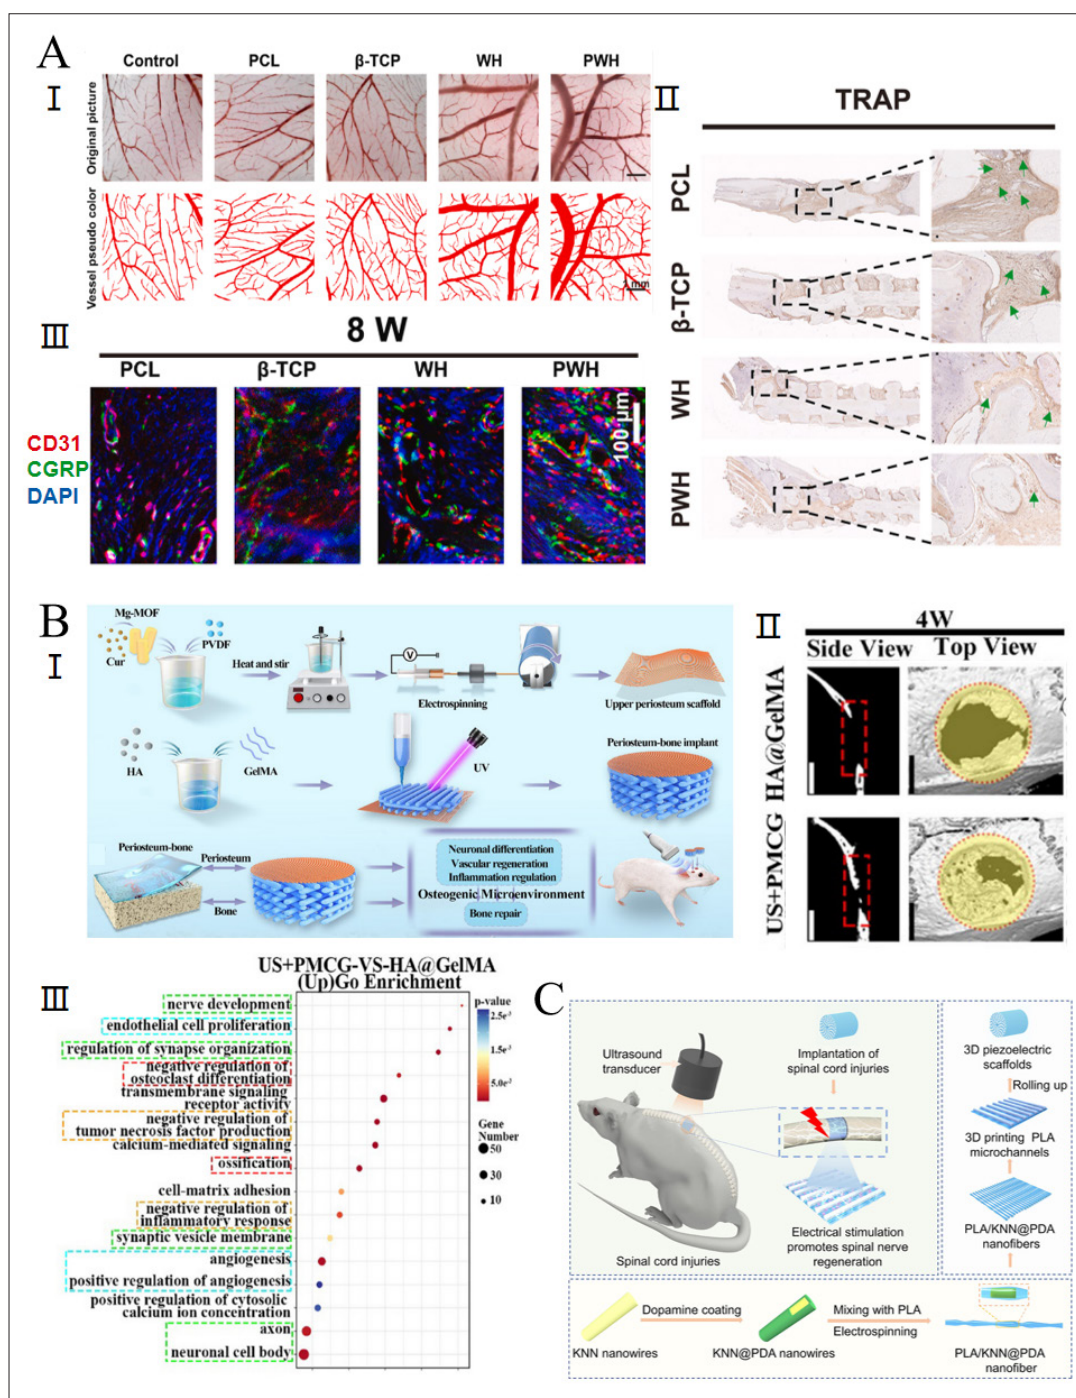 A
I
Control
PCL
β-TCP
WH
PWH
Original picture
Vessel pseudo color
1 mm
II
TRAP
PCL
β-TCP
WH
PWH
III
8 W
PCL
β-TCP
WH
PWH
CD31
CGRP
DAPI
100 μm
B
I
Mg-MOF
Cur
PVDF
Heat and stir
V
Electrospinning
Upper periosteum scaffold
HA
GelMA
UV
Periosteum-bone implant
Periosteum-bone
Periosteum
Bone
Neuronal differentiation
Vascular regeneration
Inflammation regulation
Osteogenic Microenvironment
Bone repair
II
4W
Side View
Top View
HA@GelMA
US+PMCG
III
US+PMCG-VS-HA@GelMA
(Up)Go Enrichment
nerve development
endothelial cell proliferation
regulation of synapse organization
negative regulation of
osteoclast differentiation
transmembrane signaling
receptor activity
negative regulation of
tumor necrosis factor production
calcium-mediated signaling
ossification
cell-matrix adhesion
negative regulation of
inflammatory response
synaptic vesicle membrane
angiogenesis
positive regulation of angiogenesis
positive regulation of cytosolic
calcium ion concentration
axon
neuronal cell body
p-value
2.5e⁻³
1.5e⁻³
5.0e⁻³
Gene
Number
50
30
10
C
Ultrasound
transducer
Spinal cord injuries
Implantation of
spinal cord injuries
Electrical stimulation
promotes spinal nerve
regeneration
3D piezoelectric
scaffolds
Rolling up
3D printing PLA
microchannels
PLA/KNN@PDA
nanofibers
KNN nanowires
Dopamine coating
KNN@PDA nanowires
Mixing with PLA
Electrospinning
PLA/KNN@PDA
nanofiber